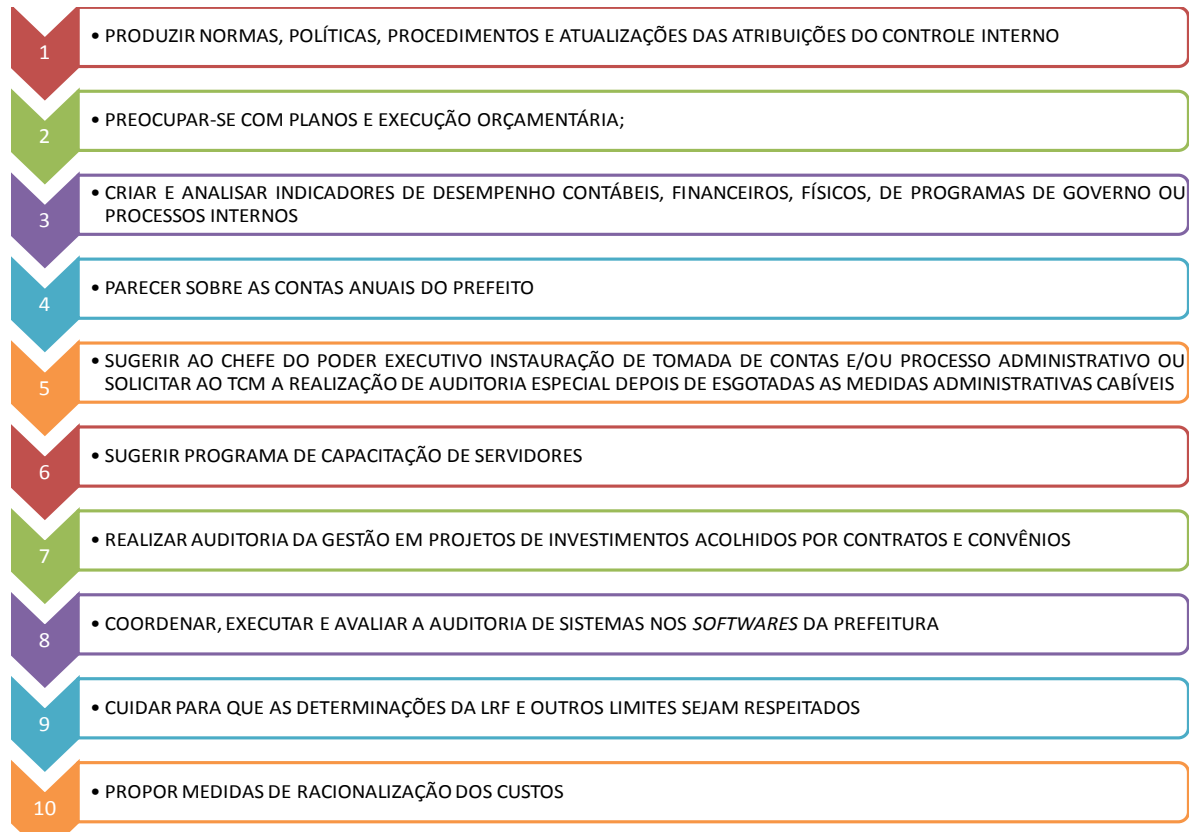 1
• PRODUZIR NORMAS, POLÍTICAS, PROCEDIMENTOS E ATUALIZAÇÕES DAS ATRIBUIÇÕES DO CONTROLE INTERNO
2
• PREOCUPAR-SE COM PLANOS E EXECUÇÃO ORÇAMENTÁRIA;
3
• CRIAR E ANALISAR INDICADORES DE DESEMPENHO CONTÁBEIS, FINANCEIROS, FÍSICOS, DE PROGRAMAS DE GOVERNO OU
PROCESSOS INTERNOS
4
• PARECER SOBRE AS CONTAS ANUAIS DO PREFEITO
5
• SUGERIR AO CHEFE DO PODER EXECUTIVO INSTAURAÇÃO DE TOMADA DE CONTAS E/OU PROCESSO ADMINISTRATIVO OU
SOLICITAR AO TCM A REALIZAÇÃO DE AUDITORIA ESPECIAL DEPOIS DE ESGOTADAS AS MEDIDAS ADMINISTRATIVAS CABÍVEIS
6
• SUGERIR PROGRAMA DE CAPACITAÇÃO DE SERVIDORES
7
• REALIZAR AUDITORIA DA GESTÃO EM PROJETOS DE INVESTIMENTOS ACOLHIDOS POR CONTRATOS E CONVÊNIOS
8
• COORDENAR, EXECUTAR E AVALIAR A AUDITORIA DE SISTEMAS NOS SOFTWARES DA PREFEITURA
9
• CUIDAR PARA QUE AS DETERMINAÇÕES DA LRF E OUTROS LIMITES SEJAM RESPEITADOS
10
• PROPOR MEDIDAS DE RACIONALIZAÇÃO DOS CUSTOS